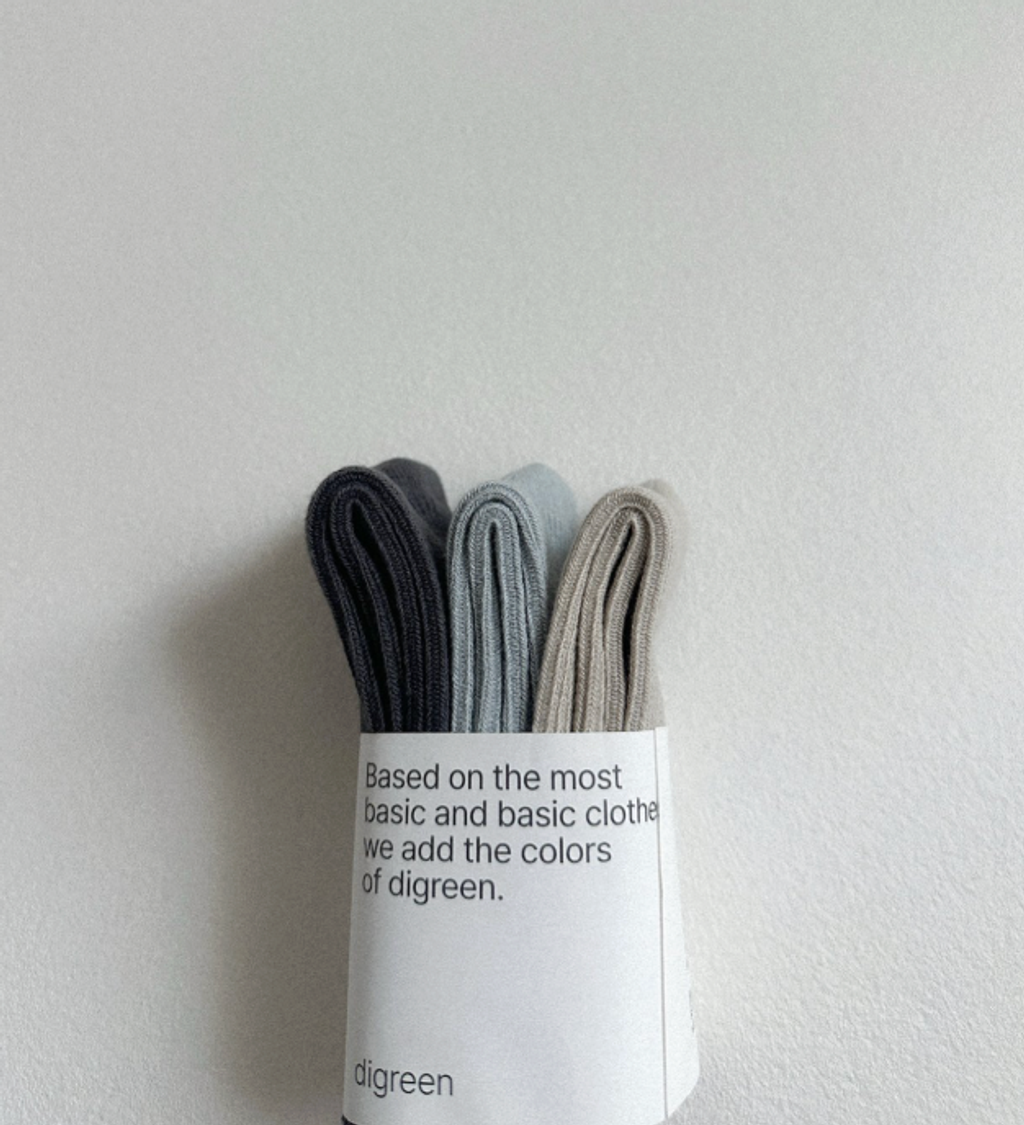 Based on the most
basic and basic clothe
we add the colors
of digreen.
digreen